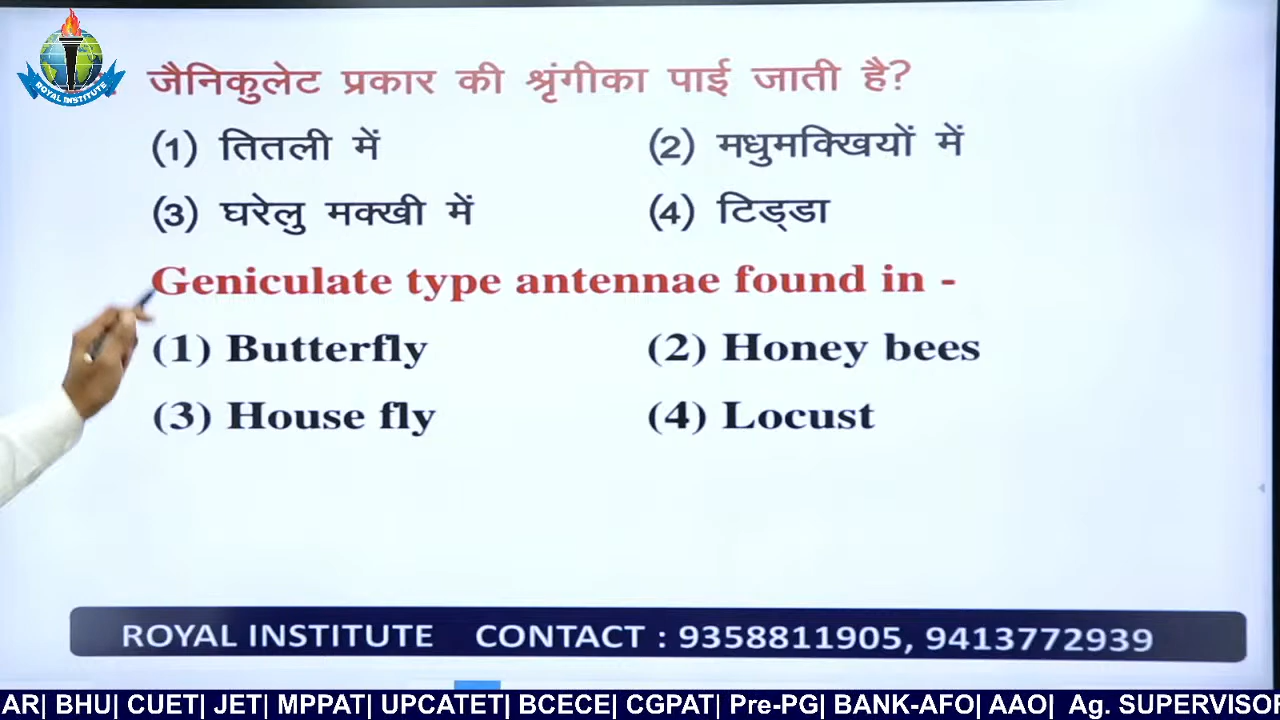 ROYAL INSTITUTE
जैनिकुलेट प्रकार की श्रृंगीका पाई जाती है?
(1) तितली में (2) मधुमक्खियों में
(3) घरेलु मक्खी में (4) टिड्डा
Geniculate type antennae found in -
(1) Butterfly (2) Honey bees
(3) House fly (4) Locust
ROYAL INSTITUTE CONTACT : 9358811905, 9413772939
AR| BHU| CUET| JET| MPPAT| UPCATET| BCECE| CGPAT| Pre-PG| BANK-AFO| AAO| Ag. SUPERVISOR